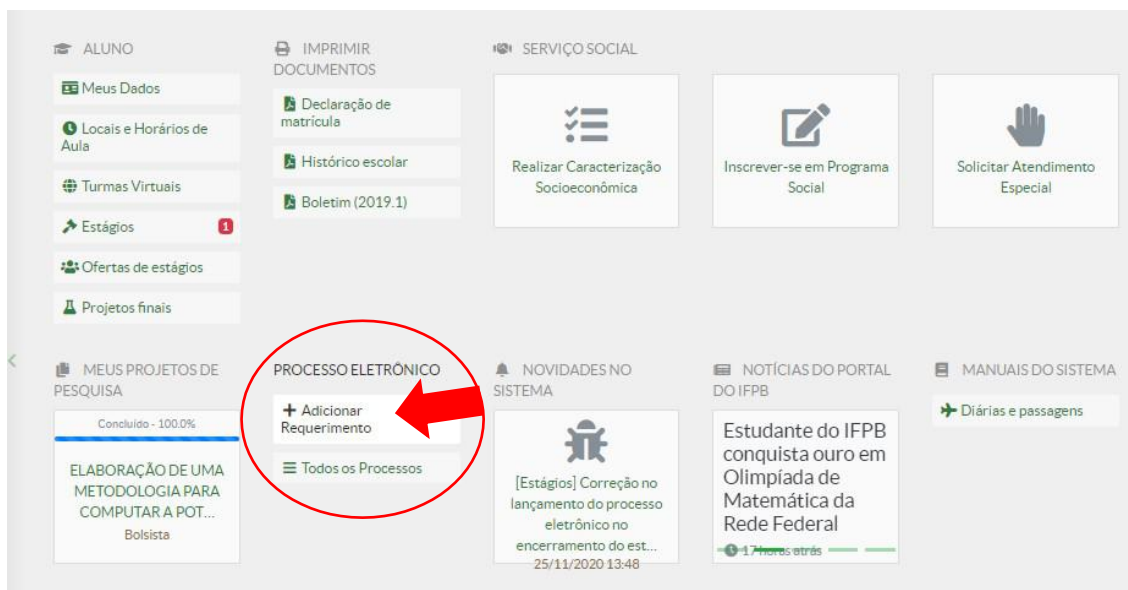 ALUNO
Meus Dados
Locais e Horários de
Aula
Turmas Virtuais
Estágios 1
Ofertas de estágios
Projetos finais
IMPRIMIR
DOCUMENTOS
Declaração de
matrícula
Histórico escolar
Boletim (2019.1)
SERVIÇO SOCIAL
Realizar Caracterização
Socioeconômica
Inscrever-se em Programa
Social
Solicitar Atendimento
Especial
MEUS PROJETOS DE
PESQUISA
Concluído - 100.0%
ELABORAÇÃO DE UMA
METODOLOGIA PARA
COMPUTAR A POT...
Bolsista
PROCESSO ELETRÔNICO
Adicionar
Requerimento
Todos os Processos
NOVIDADES NO
SISTEMA
[Estágios] Correção no
lançamento do processo
eletrônico no
encerramento do est...
25/11/2020 13:48
NOTÍCIAS DO PORTAL
DO IFPB
Estudante do IFPB
conquista ouro em
Olimpíada de
Matemática da
Rede Federal
17 horas atrás
MANUAIS DO SISTEMA
Diárias e passagens